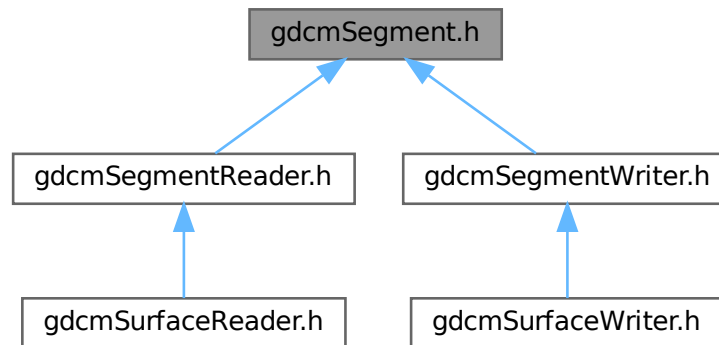 gdcmSegment.h
gdcmSegmentReader.h
gdcmSegmentWriter.h
gdcmSurfaceReader.h
gdcmSurfaceWriter.h